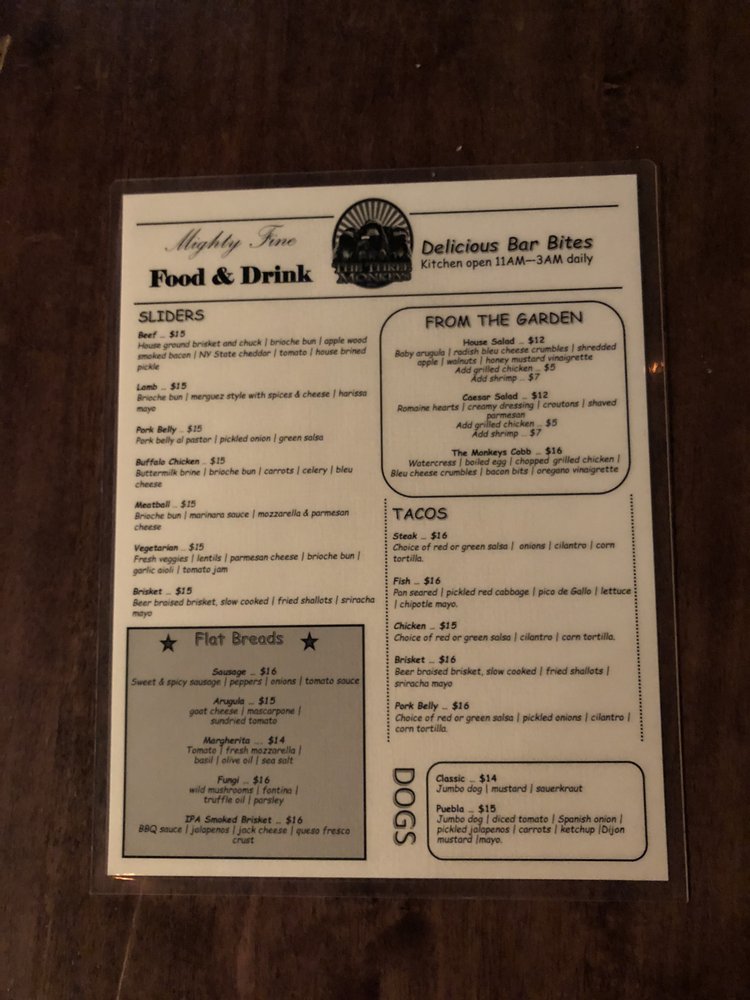 Mighty Fine
Food & Drink
THE THREE
MONKEYS
Delicious Bar Bites
Kitchen open 11AM—3AM daily
SLIDERS
Beef ... $15
House ground brisket and chuck | brioche bun | apple wood
smoked bacon | NY State cheddar | tomato | house brined
pickle
Lamb ... $15
Brioche bun | merguez style with spices & cheese | harissa
mayo
Pork Belly ... $15
Pork belly al pastor | pickled onion | green salsa
Buffalo Chicken ... $15
Buttermilk brine | brioche bun | carrots | celery | bleu
cheese
Meatball ... $15
Brioche bun | marinara sauce | mozzarella & parmesan
cheese
Vegetarian ... $15
Fresh veggies | lentils | parmesan cheese | brioche bun |
garlic aioli | tomato jam
Brisket ... $15
Beer braised brisket, slow cooked | fried shallots | sriracha
mayo
Flat Breads
Sausage ... $16
Sweet & spicy sausage | peppers | onions | tomato sauce
Arugula ... $15
goat cheese | mascarpone |
sundried tomato
Margherita .... $14
Tomato | fresh mozzarella |
basil | olive oil | sea salt
Fungi ... $16
wild mushrooms | fontina |
truffle oil | parsley
IPA Smoked Brisket ... $16
BBQ sauce | jalapenos | jack cheese | queso fresco
crust
FROM THE GARDEN
House Salad ... $12
Baby arugula | radish bleu cheese crumbles | shredded
apple | walnuts | honey mustard vinaigrette
Add grilled chicken ... $5
Add shrimp ... $7
Caesar Salad ... $12
Romaine hearts | creamy dressing | croutons | shaved
parmesan
Add grilled chicken ... $5
Add shrimp ... $7
The Monkeys Cobb ... $16
Watercress | boiled egg | chopped grilled chicken |
Bleu cheese crumbles | bacon bits | oregano vinaigrette
TACOS
Steak ... $16
Choice of red or green salsa | onions | cilantro | corn
tortilla.
Fish ... $16
Pan seared | pickled red cabbage | pico de Gallo | lettuce
| chipotle mayo.
Chicken ... $15
Choice of red or green salsa | cilantro | corn tortilla.
Brisket ... $16
Beer braised brisket, slow cooked | fried shallots |
sriracha mayo
Pork Belly ... $16
Choice of red or green salsa | pickled onions | cilantro |
corn tortilla.
DOGS
Classic ... $14
Jumbo dog | mustard | sauerkraut
Puebla ... $15
Jumbo dog | diced tomato | Spanish onion |
pickled jalapenos | carrots | ketchup |Dijon
mustard |mayo.